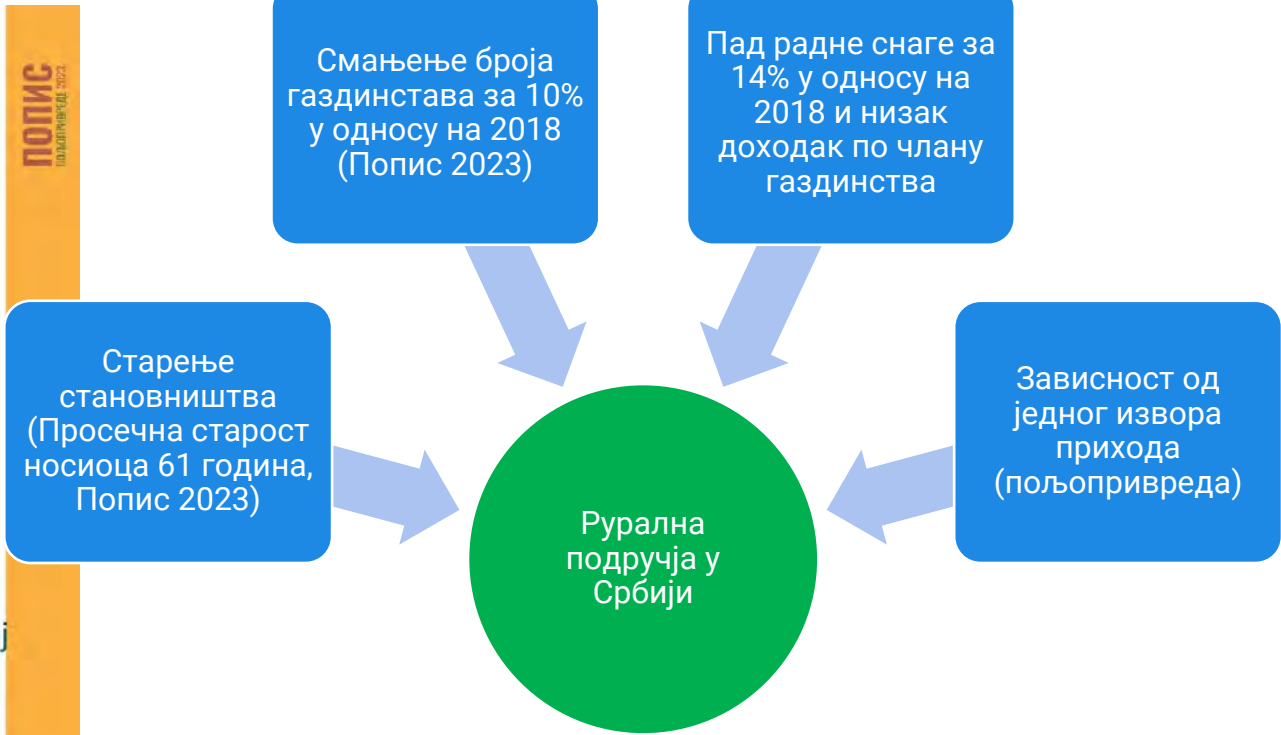 ПОПИС
ПОЉОПРИВРЕДЕ 2023.
Смањење броја
газдинстава за 10%
у односу на 2018
(Попис 2023)
Пад радне снаге за
14% у односу на
2018 и низак
доходак по члану
газдинства
Старење
становништва
(Просечна старост
носиоца 61 година,
Попис 2023)
Зависност од
једног извора
прихода
(пољопривреда)
Рурална
подручја у
Србији
ј